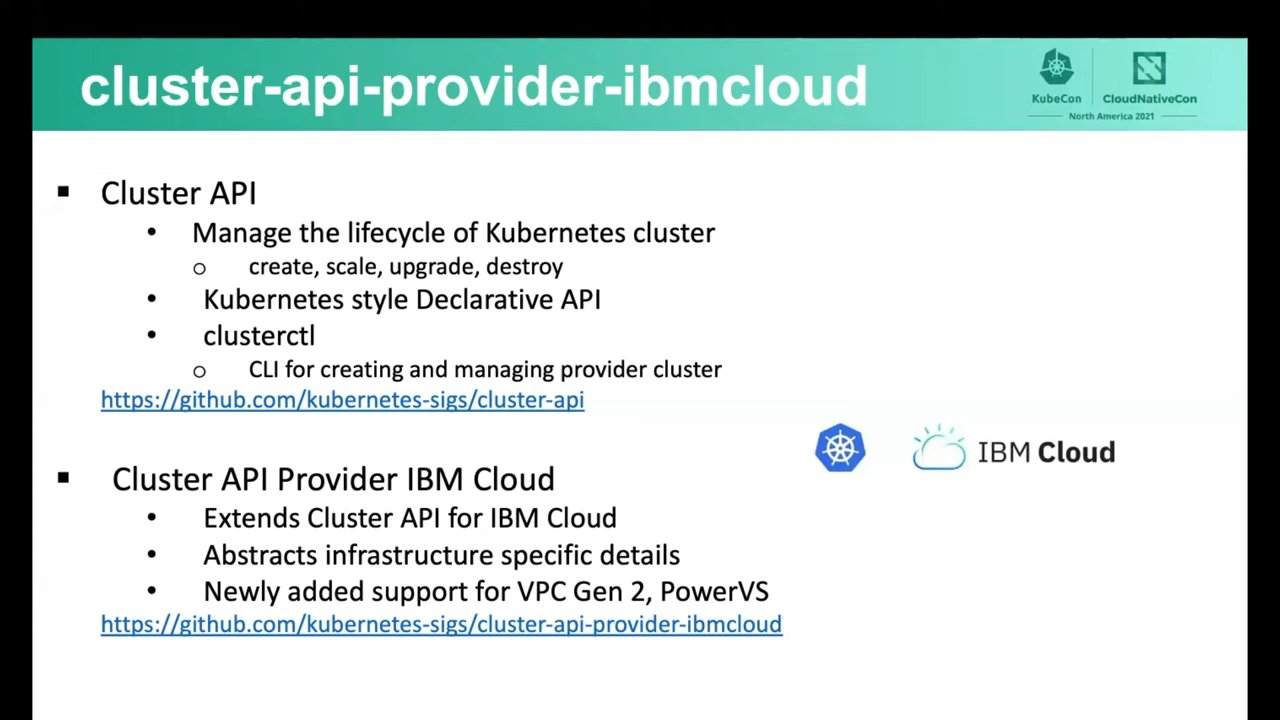 cluster-api-provider-ibmcloud
KubeCon
CloudNativeCon
North America 2021
▪ Cluster API
• Manage the lifecycle of Kubernetes cluster
o create, scale, upgrade, destroy
• Kubernetes style Declarative API
• clusterctl
o CLI for creating and managing provider cluster
https://github.com/kubernetes-sigs/cluster-api
IBM Cloud
▪ Cluster API Provider IBM Cloud
• Extends Cluster API for IBM Cloud
• Abstracts infrastructure specific details
• Newly added support for VPC Gen 2, PowerVS
https://github.com/kubernetes-sigs/cluster-api-provider-ibmcloud